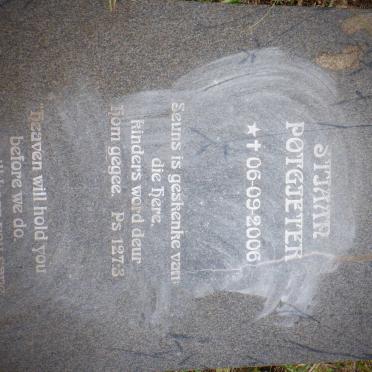 STJAAN
POTGIETER
★ ✝ 06-09-2006
Seuns is geskenke van
die Here,
kinders word deur
Hom gegee. Ps 127:3
heaven will hold you
before we do,